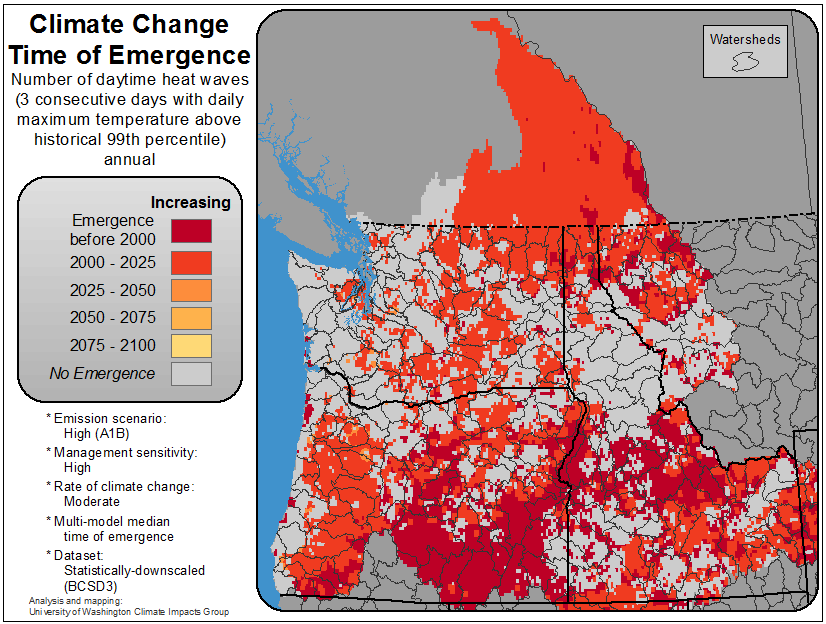 Climate Change
Time of Emergence
Number of daytime heat waves
(3 consecutive days with daily
maximum temperature above
historical 99th percentile)
annual
Increasing
Emergence
before 2000
2000 - 2025
2025 - 2050
2050 - 2075
2075 - 2100
No Emergence
* Emission scenario:
High (A1B)
* Management sensitivity:
High
* Rate of climate change:
Moderate
* Multi-model median
time of emergence
* Dataset:
Statistically-downscaled
(BCSD3)
Analysis and mapping:
University of Washington Climate Impacts Group
Watersheds